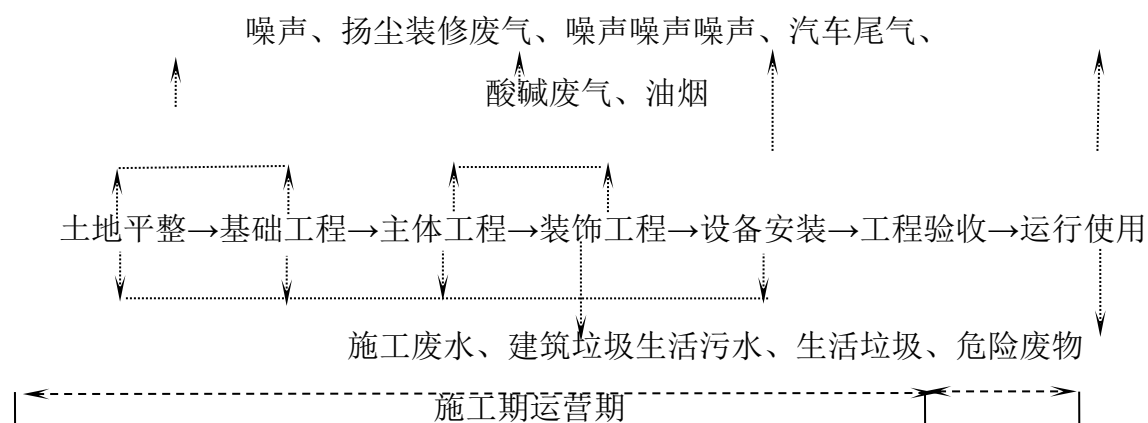 噪声、扬尘装修废气、噪声噪声噪声、汽车尾气、
酸碱废气、油烟
土地平整→基础工程→主体工程→装饰工程→设备安装→工程验收→运行使用
施工废水、建筑垃圾生活污水、生活垃圾、危险废物
施工期运营期